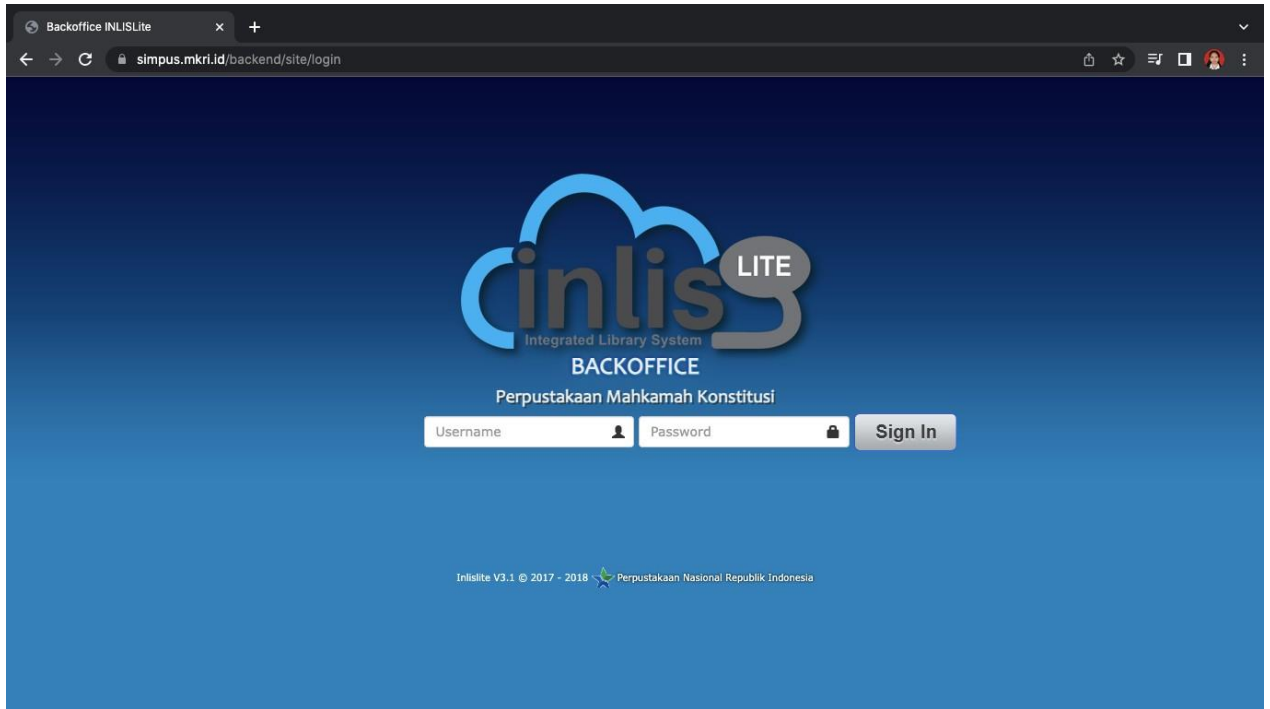 Backoffice INLISLite
simpus.mkri.id/backend/site/login
inlis LITE
Integrated Library System
BACKOFFICE
Perpustakaan Mahkamah Konstitusi
Username Password Sign In
Inlislite V3.1 © 2017 - 2018 Perpustakaan Nasional Republik Indonesia